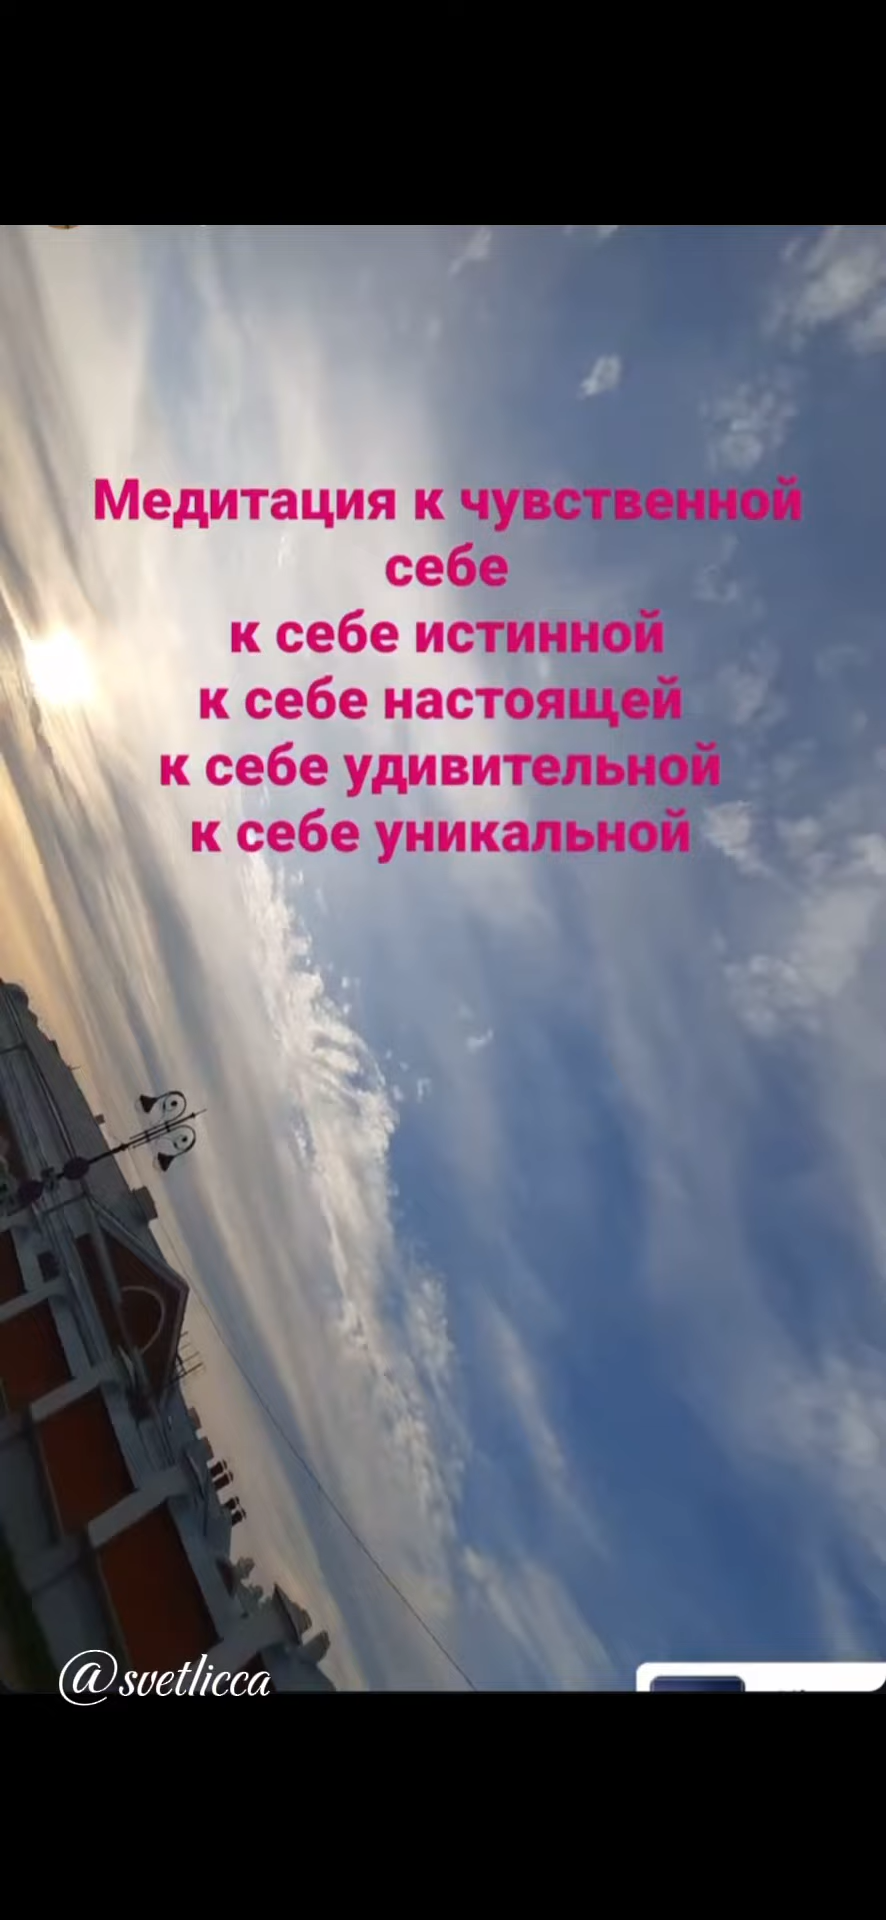 Медитация к чувственной
себе
к себе истинной
к себе настоящей
к себе удивительной
к себе уникальной
@svetlicca